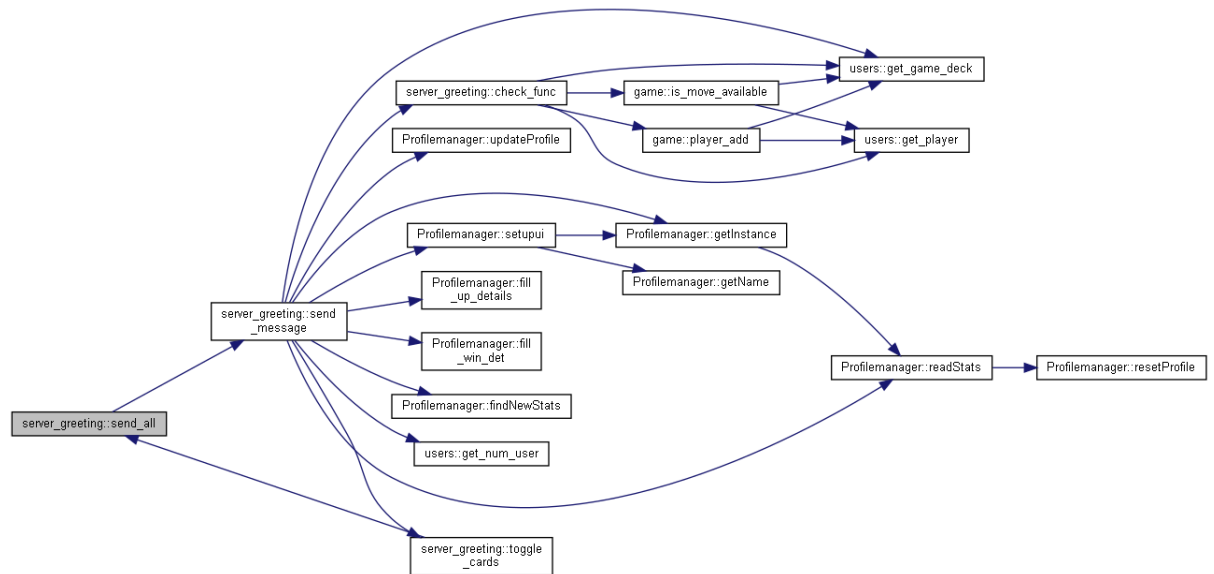 users::get_game_deck
server_greeting::check_func
game::is_move_available
game::player_add
users::get_player
Profilemanager::updateProfile
Profilemanager::setupui
Profilemanager::getInstance
Profilemanager::fill
_up_details
Profilemanager::getName
server_greeting::send
_message
Profilemanager::fill
_win_det
Profilemanager::readStats
Profilemanager::resetProfile
Profilemanager::findNewStats
server_greeting::send_all
users::get_num_user
server_greeting::toggle
_cards